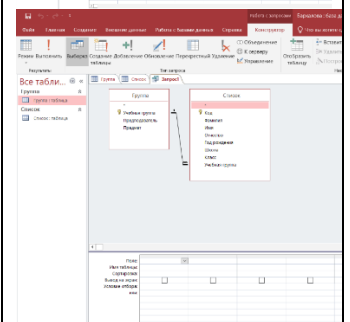 Работа с запросами
Файл Главная Создание Внешние данные Работа с базами данных Справка Конструктор
Режим Выполнить Выборка Создание таблицы Добавление Обновление Перекрестный Удаление
Объединение
К серверу
Управление
Отобразить таблицу
Результаты
Тип запроса
Все табли...
Группа Список Запрос1
Группа
Группа : таблица
Список
Список : таблица
Группы
*
Учебная группа
Преподаватель
Предмет
Список
*
Код
Фамилия
Имя
Отчество
Год рождения
Школа
Класс
Учебная группа
Поле:
Имя таблицы:
Сортировка:
Вывод на экран:
Условие отбора:
или: